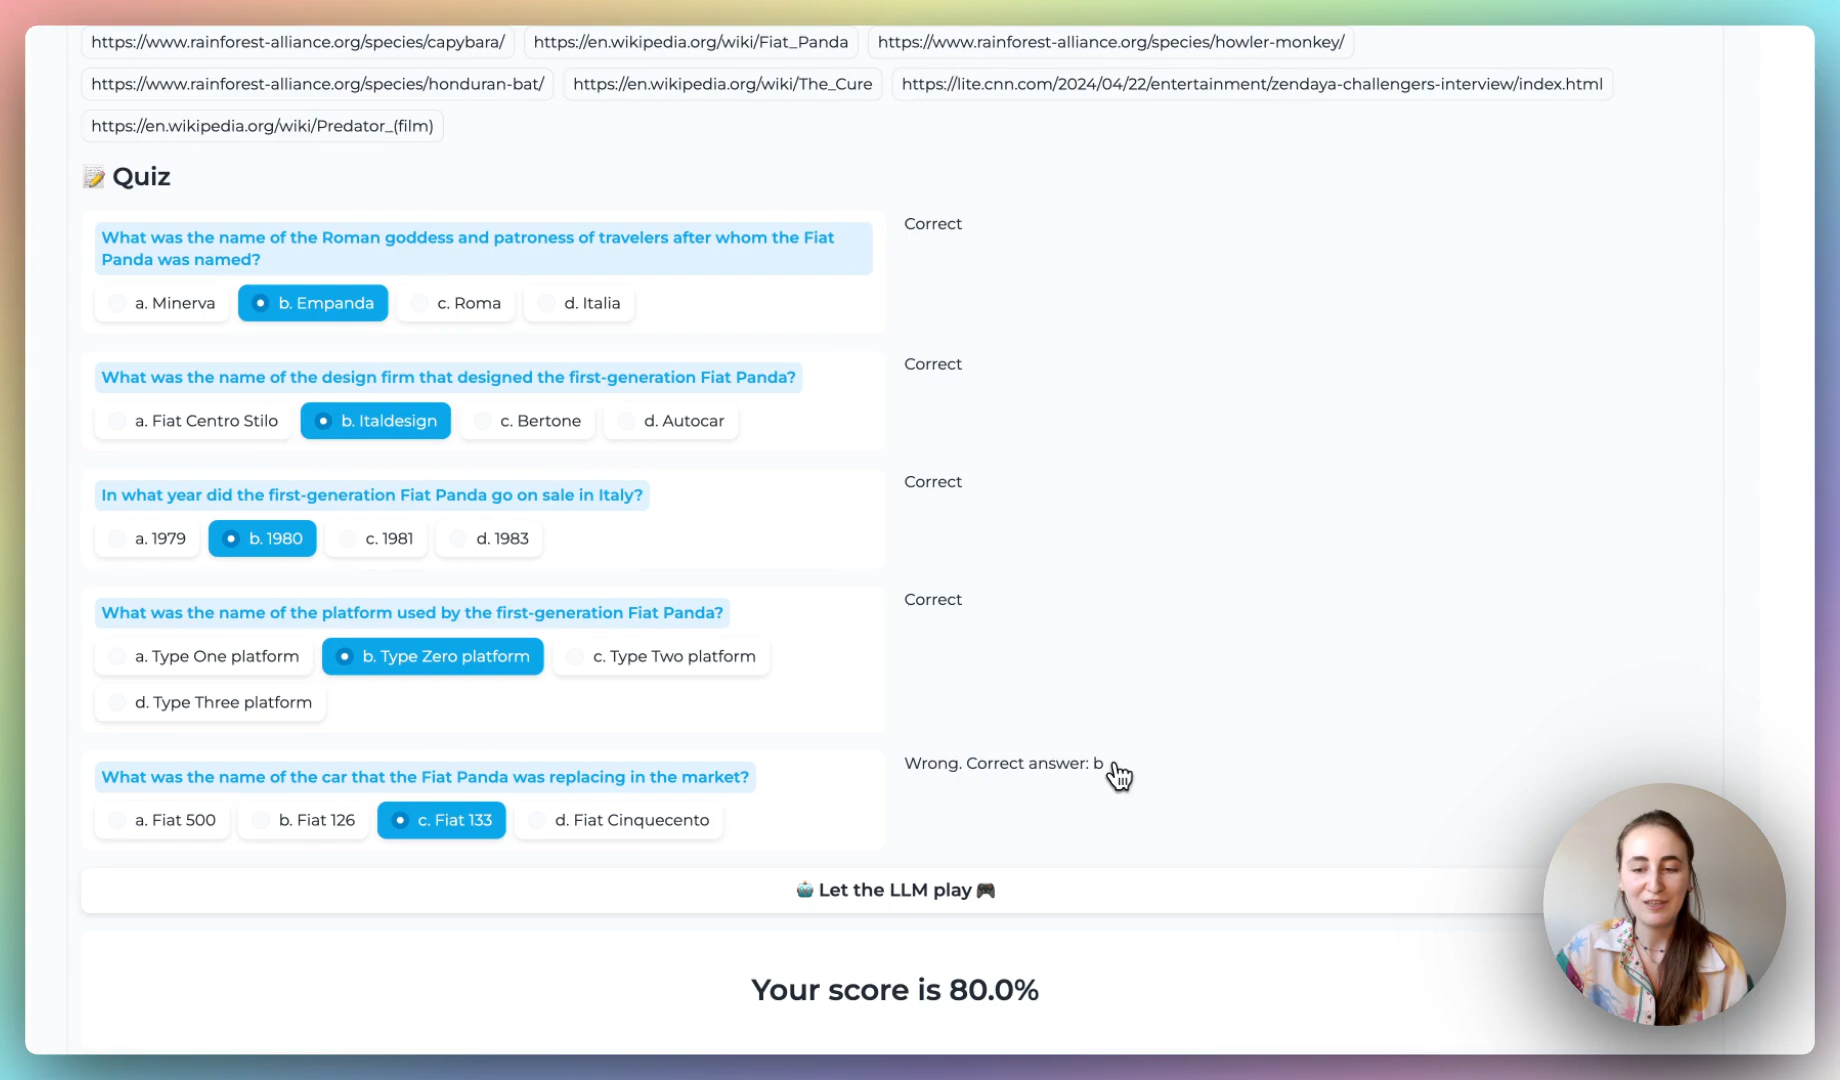 https://www.rainforest-alliance.org/species/capybara/ https://en.wikipedia.org/wiki/Fiat_Panda https://www.rainforest-alliance.org/species/howler-monkey/
https://www.rainforest-alliance.org/species/honduran-bat/ https://en.wikipedia.org/wiki/The_Cure https://lite.cnn.com/2024/04/22/entertainment/zendaya-challengers-interview/index.html
https://en.wikipedia.org/wiki/Predator_(film)
📝 Quiz
What was the name of the Roman goddess and patroness of travelers after whom the Fiat
Panda was named?
Correct
a. Minerva b. Empanda c. Roma d. Italia
What was the name of the design firm that designed the first-generation Fiat Panda?
Correct
a. Fiat Centro Stilo b. Italdesign c. Bertone d. Autocar
In what year did the first-generation Fiat Panda go on sale in Italy?
Correct
a. 1979 b. 1980 c. 1981 d. 1983
What was the name of the platform used by the first-generation Fiat Panda?
Correct
a. Type One platform b. Type Zero platform c. Type Two platform
d. Type Three platform
What was the name of the car that the Fiat Panda was replacing in the market?
Wrong. Correct answer: b
a. Fiat 500 b. Fiat 126 c. Fiat 133 d. Fiat Cinquecento
🤖 Let the LLM play 🎮
Your score is 80.0%